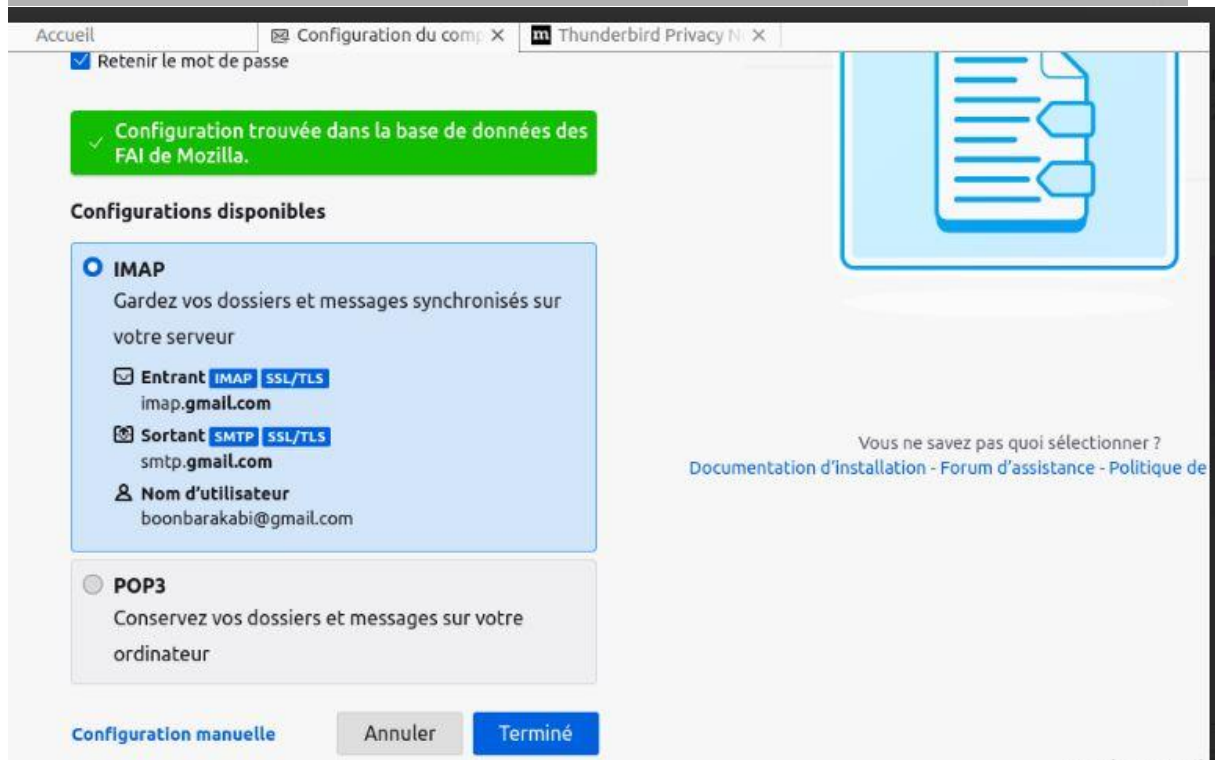 Accueil
Configuration du comp
Thunderbird Privacy N
Retenir le mot de passe
Configuration trouvée dans la base de données des
FAI de Mozilla.
Configurations disponibles
IMAP
Gardez vos dossiers et messages synchronisés sur
votre serveur
Entrant IMAP SSL/TLS
imap.gmail.com
Sortant SMTP SSL/TLS
smtp.gmail.com
Nom d'utilisateur
boonbarakabi@gmail.com
POP3
Conservez vos dossiers et messages sur votre
ordinateur
Configuration manuelle
Annuler
Terminé
Vous ne savez pas quoi sélectionner ?
Documentation d'installation - Forum d'assistance - Politique de